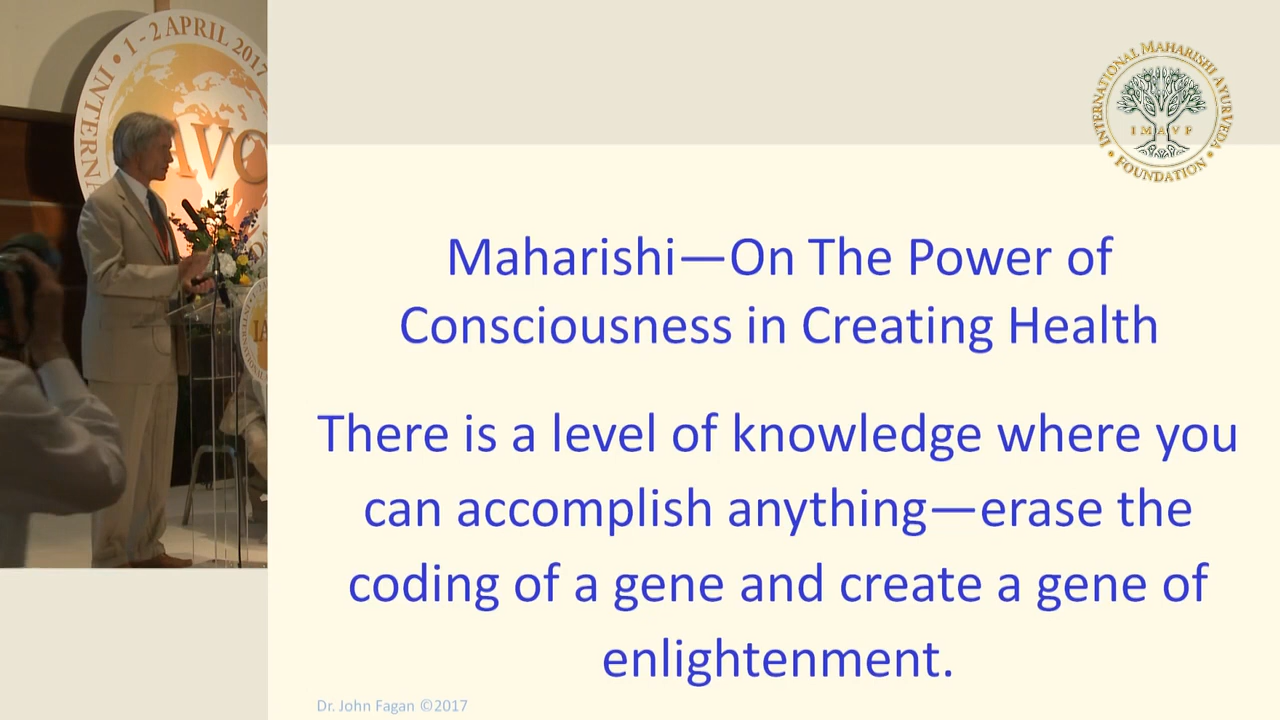 • 1 - 2 APRIL 2017
INTERN
AVO
INTERNATIONAL MAHARISHI AYURVEDA
IMAVF
• FOUNDATION •
Maharishi—On The Power of
Consciousness in Creating Health
There is a level of knowledge where you
can accomplish anything—erase the
coding of a gene and create a gene of
enlightenment.
Dr. John Fagan ©2017